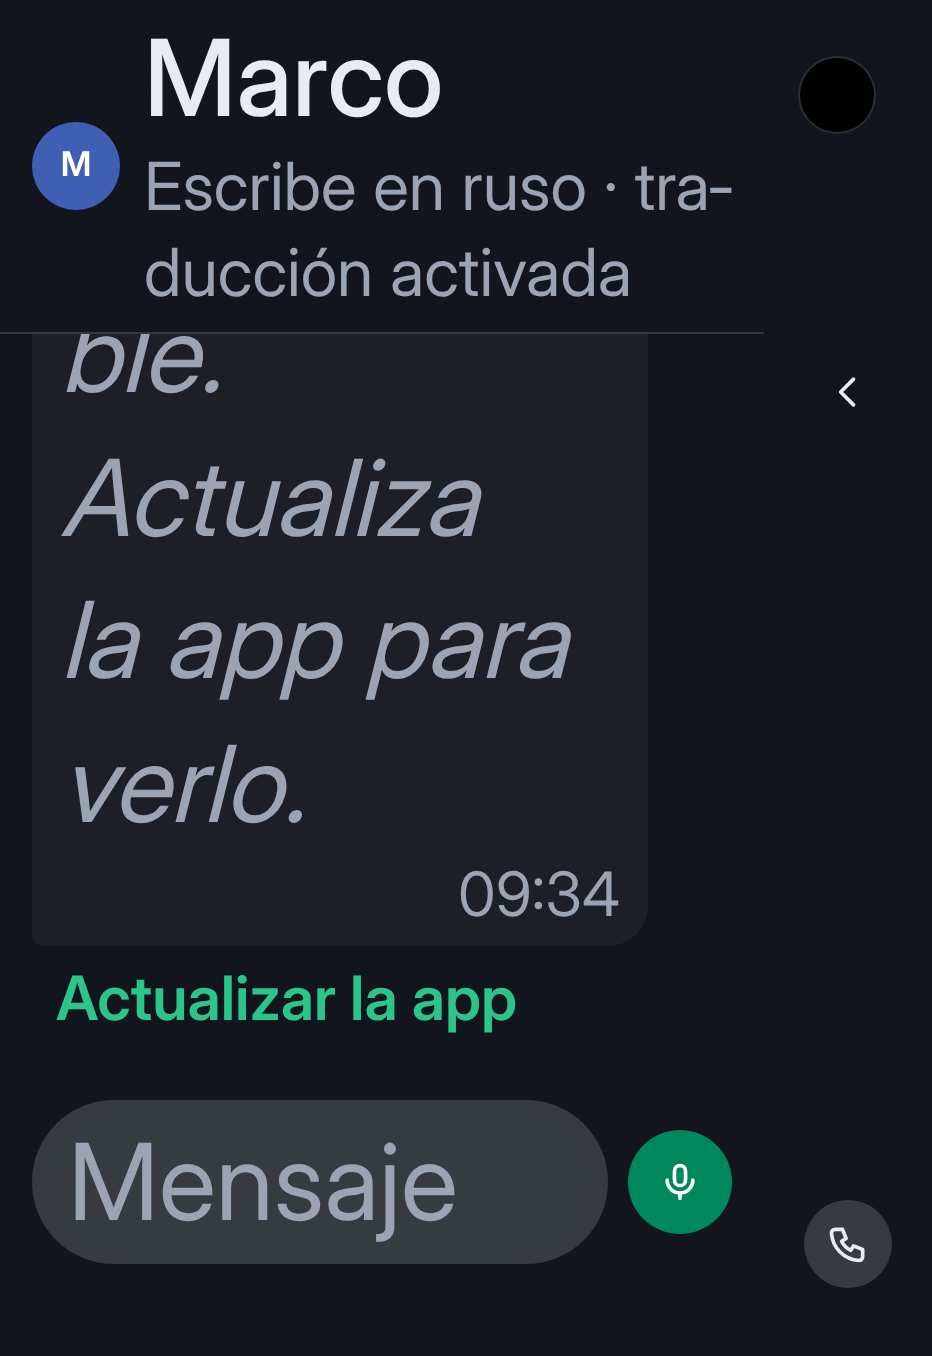 Marco
M
Escribe en ruso · tra-
ducción activada
ble.
Actualiza
la app para
verlo.
09:34
Actualizar la app
Mensaje